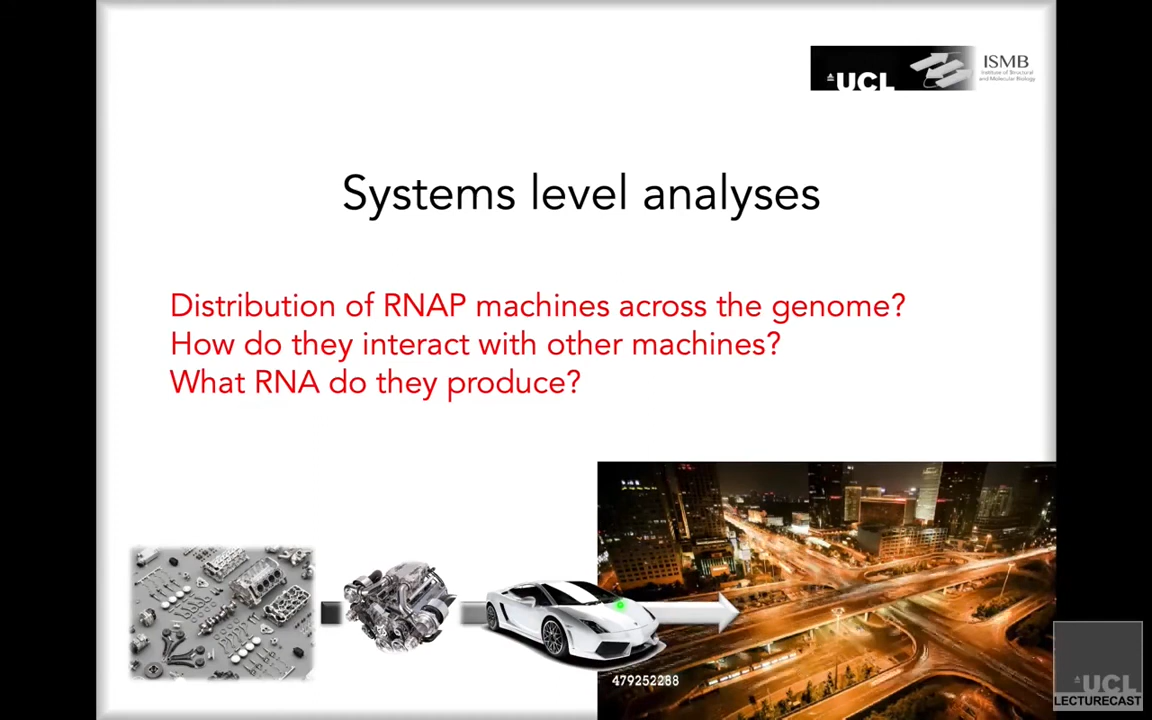 UCL
ISMB
Institute of Structural
and Molecular Biology
Systems level analyses
Distribution of RNAP machines across the genome?
How do they interact with other machines?
What RNA do they produce?
479252288
UCL
LECTURECAST